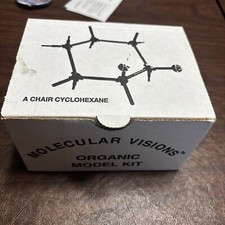 A CHAIR CYCLOHEXANE
MOLECULAR VISIONS®
ORGANIC
MODEL KIT